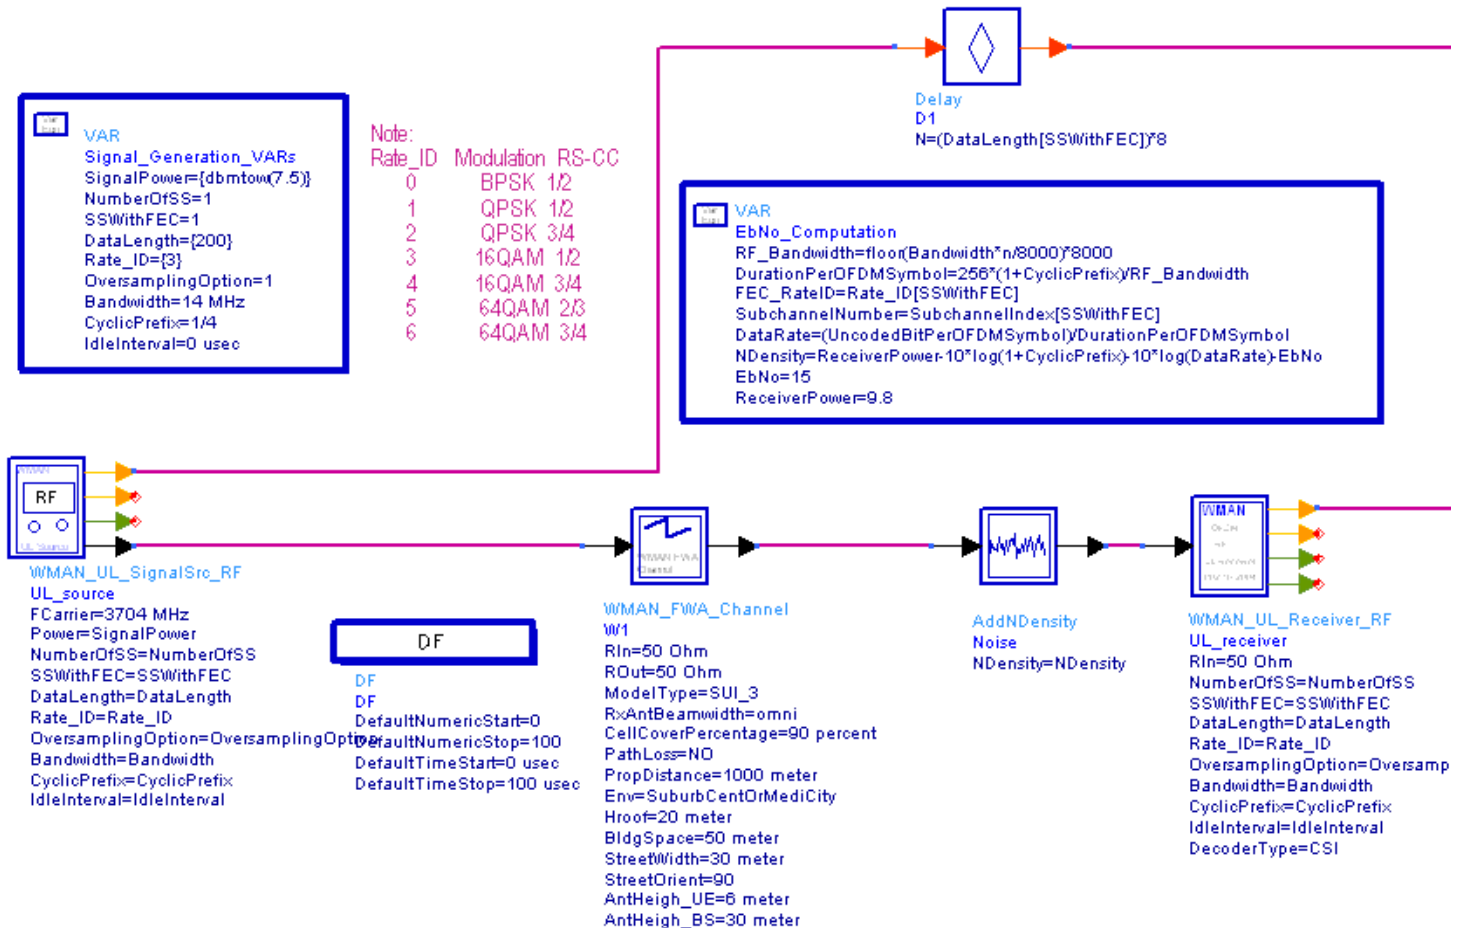 Delay
D1
N=(DataLength[SSWithFEC])*8
VAR
Signal_Generation_VARs
SignalPower={dbmtow(7.5)}
NumberOfSS=1
SSWithFEC=1
DataLength={200}
Rate_ID={3}
OversamplingOption=1
Bandwidth=14 MHz
CyclicPrefix=1/4
IdleInterval=0 usec
Note:
Rate_ID Modulation RS-CC
0 BPSK 1/2
1 QPSK 1/2
2 QPSK 3/4
3 16QAM 1/2
4 16QAM 3/4
5 64QAM 2/3
6 64QAM 3/4
VAR
EbNo_Computation
RF_Bandwidth=floor(Bandwidth*n/8000)*8000
DurationPerOFDMSymbol=256*(1+CyclicPrefix)/RF_Bandwidth
FEC_RateID=Rate_ID[SSWithFEC]
SubchannelNumber=SubchannelIndex[SSWithFEC]
DataRate=(UncodedBitPerOFDMSymbol)/DurationPerOFDMSymbol
NDensity=ReceiverPower-10*log(1+CyclicPrefix)-10*log(DataRate)-EbNo
EbNo=15
ReceiverPower=9.8
WMAN
RF
UL Source
WMAN_UL_SignalSrc_RF
UL_source
FCarrier=3704 MHz
Power=SignalPower
NumberOfSS=NumberOfSS
SSWithFEC=SSWithFEC
DataLength=DataLength
Rate_ID=Rate_ID
OversamplingOption=OversamplingOption
Bandwidth=Bandwidth
CyclicPrefix=CyclicPrefix
IdleInterval=IdleInterval
DF
DF
DF
DefaultNumericStart=0
DefaultNumericStop=100
DefaultTimeStart=0 usec
DefaultTimeStop=100 usec
WMAN FWA
Channel
WMAN_FWA_Channel
W1
RIn=50 Ohm
ROut=50 Ohm
ModelType=SUI_3
RxAntBeamwidth=omni
CellCoverPercentage=90 percent
PathLoss=NO
PropDistance=1000 meter
Env=SuburbCentOrMediCity
Hroof=20 meter
BldgSpace=50 meter
StreetWidth=30 meter
StreetOrient=90
AntHeigh_UE=6 meter
AntHeigh_BS=30 meter
AddNDensity
Noise
NDensity=NDensity
WMAN
WMAN_UL_Receiver_RF
UL_receiver
RIn=50 Ohm
NumberOfSS=NumberOfSS
SSWithFEC=SSWithFEC
DataLength=DataLength
Rate_ID=Rate_ID
OversamplingOption=Oversamp
Bandwidth=Bandwidth
CyclicPrefix=CyclicPrefix
IdleInterval=IdleInterval
DecoderType=CSI